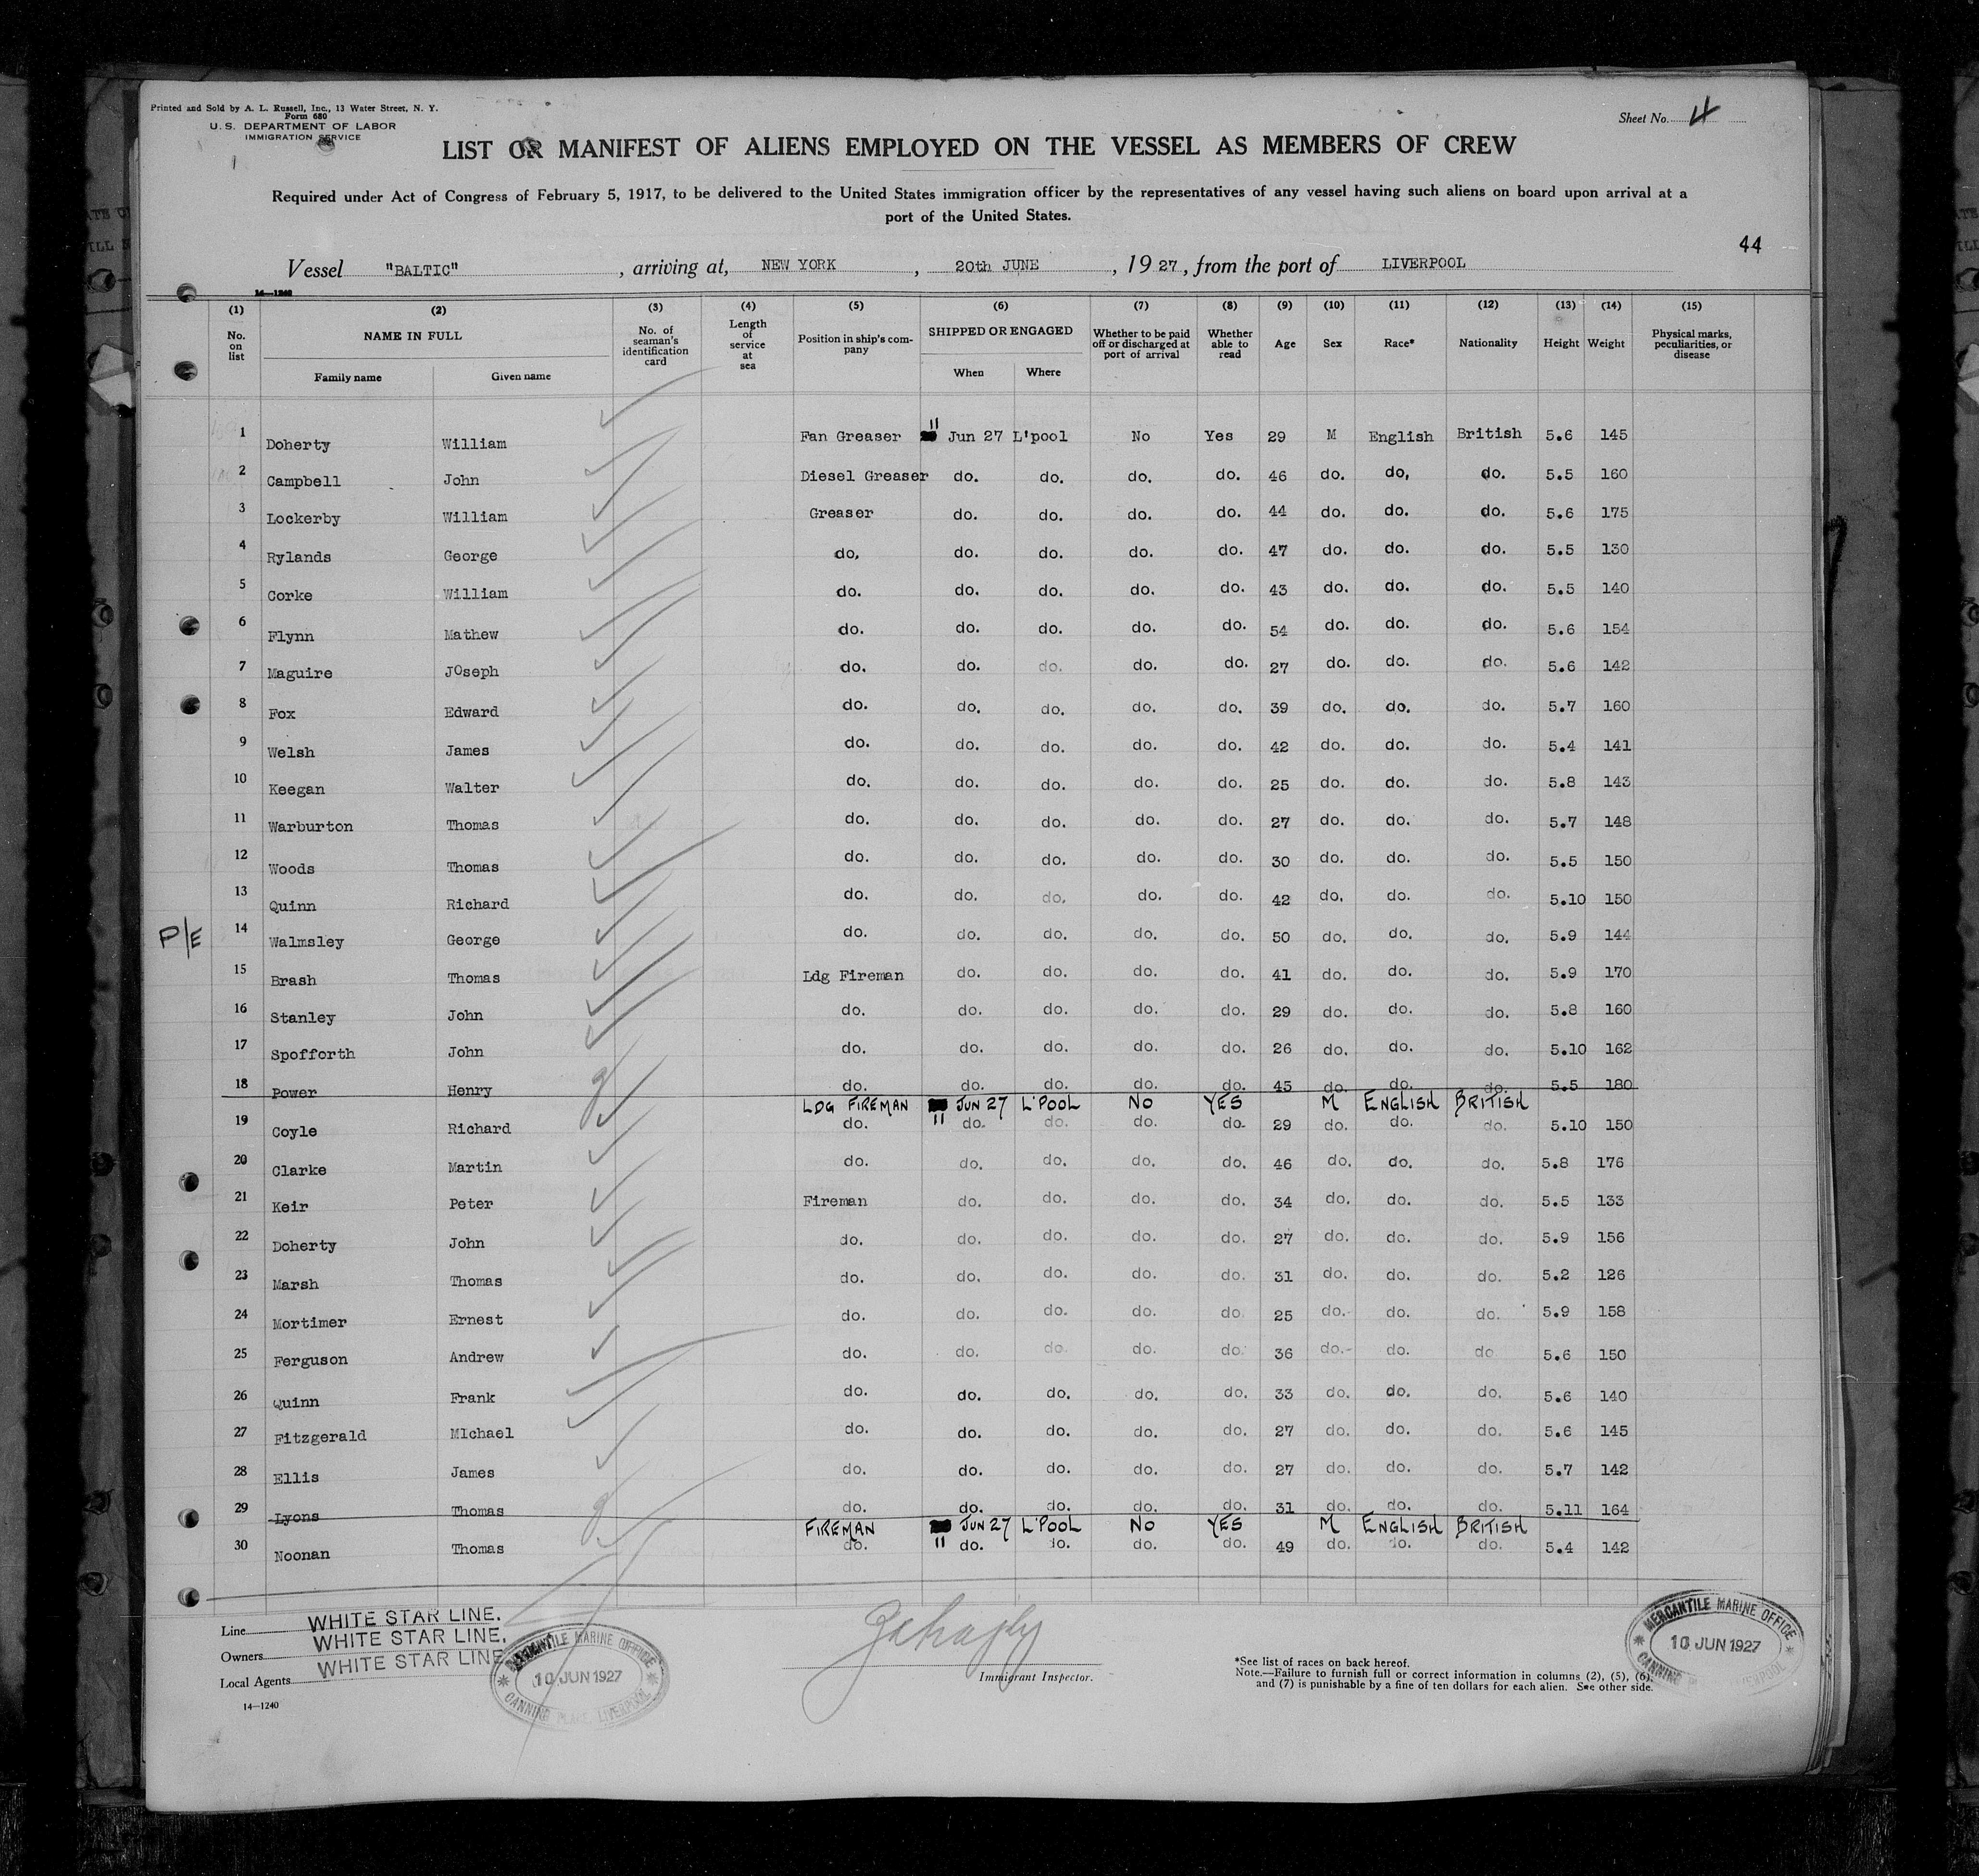 Printed and Sold by A. L. Russell, Inc., 13 Water Street, N. Y.
Form 680
U. S. DEPARTMENT OF LABOR
IMMIGRATION SERVICE
Sheet No. 4
LIST OR MANIFEST OF ALIENS EMPLOYED ON THE VESSEL AS MEMBERS OF CREW
Required under Act of Congress of February 5, 1917, to be delivered to the United States immigration officer by the representatives of any vessel having such aliens on board upon arrival at a
port of the United States.
44
Vessel "BALTIC", arriving at, NEW YORK, 20th JUNE, 1927, from the port of LIVERPOOL
14—1240
(1) (2) (3) (4) (5) (6) (7) (8) (9) (10) (11) (12) (13) (14) (15)
No. on list NAME IN FULL Family name Given name No. of seaman's identification card Length of service at sea Position in ship's company SHIPPED OR ENGAGED When Where Whether to be paid off or discharged at port of arrival Whether able to read Age Sex Race* Nationality Height Weight Physical marks, peculiarities, or disease
1 Doherty William Fan Greaser 11 Jun 27 L'pool No Yes 29 M English British 5.6 145
2 Campbell John Diesel Greaser do. do. do. do. 46 do. do, do. 5.5 160
3 Lockerby William Greaser do. do. do. do. 44 do. do. do. 5.6 175
4 Rylands George do, do. do. do. do. 47 do. do. do. 5.5 130
5 Corke William do. do. do. do. do. 43 do. do. do. 5.5 140
6 Flynn Mathew do. do. do. do. do. 54 do. do. do. 5.6 154
7 Maguire JOseph do. do. do. do. do. 27 do. do. do. 5.6 142
8 Fox Edward do. do. do. do. do. 39 do. do. do. 5.7 160
9 Welsh James do. do. do. do. do. 42 do. do. do. 5.4 141
10 Keegan Walter do. do. do. do. do. 25 do. do. do. 5.8 143
11 Warburton Thomas do. do. do. do. do. 27 do. do. do. 5.7 148
12 Woods Thomas do. do. do. do. do. 30 do. do. do. 5.5 150
13 Quinn Richard do. do. do. do. do. 42 do. do. do. 5.10 150
P/E 14 Walmsley George do. do. do. do. do. 50 do. do. do. 5.9 144
15 Brash Thomas Ldg Fireman do. do. do. do. 41 do. do. do. 5.9 170
16 Stanley John do. do. do. do. do. 29 do. do. do. 5.8 160
17 Spofforth John do. do. do. do. do. 26 do. do. do. 5.10 162
18 Power Henry do. do. do. do. do. 45 do. do. do. 5.5 180
LDG FIREMAN 11 JUN 27 L'POOL NO YES M ENGLISH BRITISH
19 Coyle Richard do. do. do. do. do. 29 do. do. do. 5.10 150
20 Clarke Martin do. do. do. do. do. 46 do. do. do. 5.8 176
21 Keir Peter Fireman do. do. do. do. 34 do. do. do. 5.5 133
22 Doherty John do. do. do. do. do. 27 do. do. do. 5.9 156
23 Marsh Thomas do. do. do. do. do. 31 do. do. do. 5.2 126
24 Mortimer Ernest do. do. do. do. do 25 do. do. do. 5.9 158
25 Ferguson Andrew do. do. do. do. do. 36 do. do. do 5.6 150
26 Quinn Frank do. do. do. do. do. 33 do. do. do. 5.6 140
27 Fitzgerald MIchael do. do. do. do. do. 27 do. do. do. 5.6 145
28 Ellis James do. do. do. do. do. 27 do. do. do. 5.7 142
29 Lyons Thomas do. do. do. do. do. 31 do. do. do. 5.11 164
FIREMAN 11 JUN 27 L'POOL NO YES M ENGLISH BRITISH
30 Noonan Thomas do. do. do. do. do. 49 do. do. do. 5.4 142
Line WHITE STAR LINE.
Owners WHITE STAR LINE.
Local Agents WHITE STAR LINE
14—1240
MERCANTILE MARINE OFFICE
10 JUN 1927
CANNING PLACE, LIVERPOOL
Immigrant Inspector.
*See list of races on back hereof.
Note.—Failure to furnish full or correct information in columns (2), (5), (6),
and (7) is punishable by a fine of ten dollars for each alien. See other side.
MERCANTILE MARINE OFFICE
10 JUN 1927
CANNING PLACE LIVERPOOL